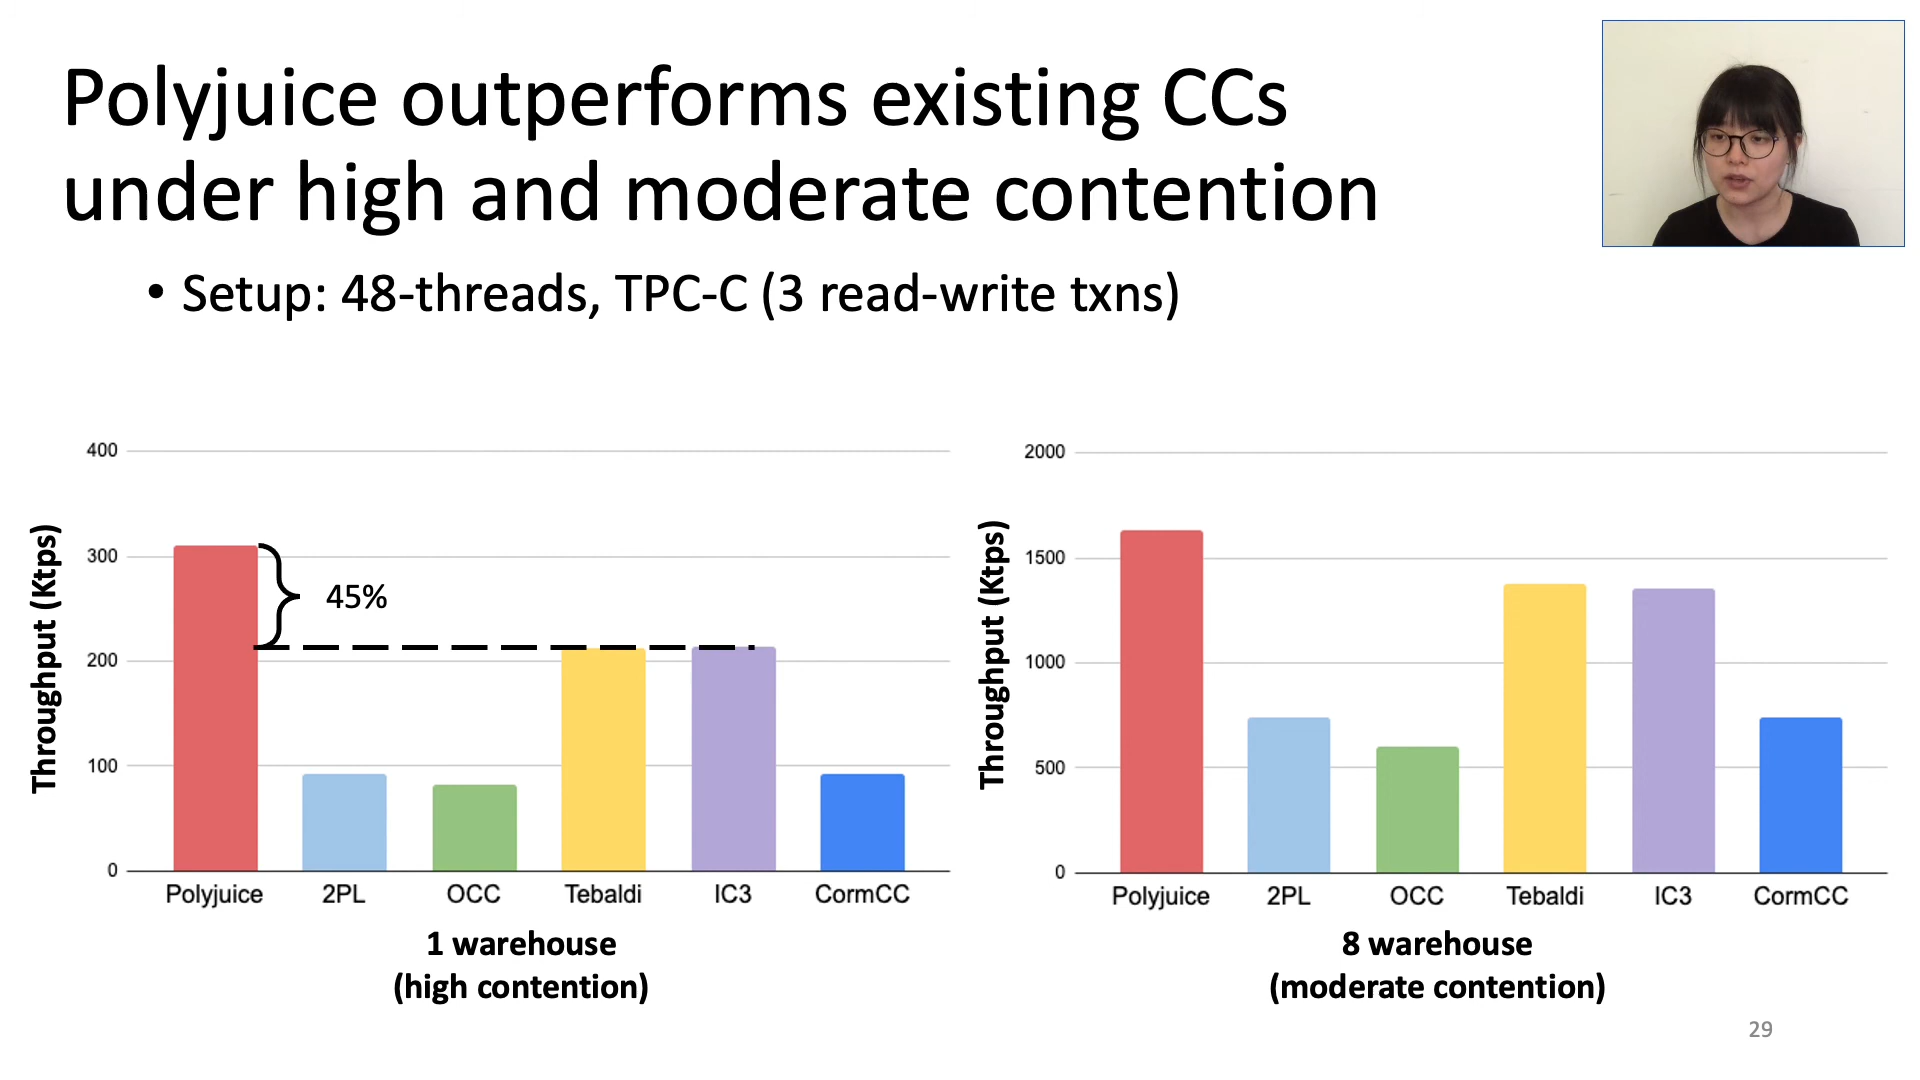 Polyjuice outperforms existing CCs
under high and moderate contention
• Setup: 48-threads, TPC-C (3 read-write txns)
Throughput (Ktps)
400
300
200
100
0
45%
Polyjuice 2PL OCC Tebaldi IC3 CormCC
1 warehouse
(high contention)
Throughput (Ktps)
2000
1500
1000
500
0
Polyjuice 2PL OCC Tebaldi IC3 CormCC
8 warehouse
(moderate contention)
29